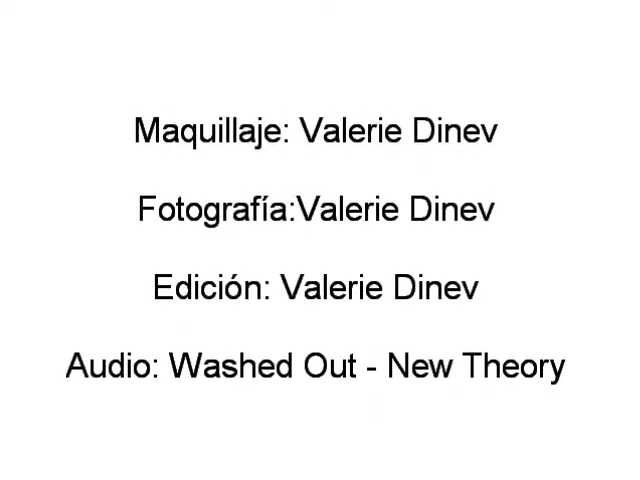 Maquillaje: Valerie Dinev
Fotografía:Valerie Dinev
Edición: Valerie Dinev
Audio: Washed Out - New Theory